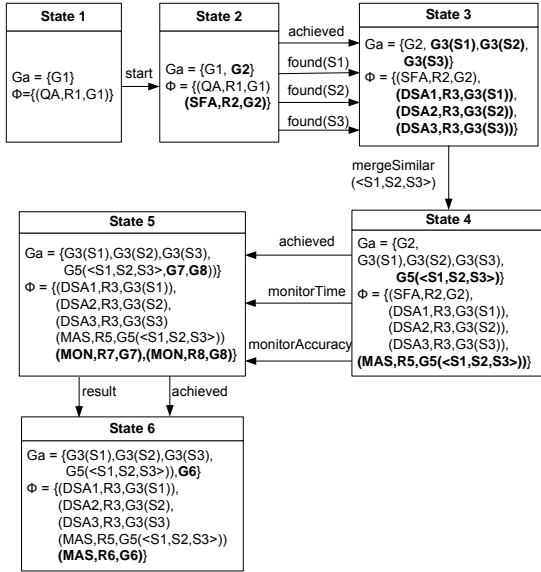 State 1
Ga = {G1}
Φ={(QA,R1,G1)}
start
State 2
Ga = {G1, G2}
Φ = {(QA,R1,G1)
(SFA,R2,G2)}
achieved
found(S1)
found(S2)
found(S3)
State 3
Ga = {G2, G3(S1),G3(S2),
G3(S3)}
Φ = {(SFA,R2,G2),
(DSA1,R3,G3(S1)),
(DSA2,R3,G3(S2)),
(DSA3,R3,G3(S3))}
mergeSimilar
(<S1,S2,S3>)
State 4
Ga = {G2,
G3(S1),G3(S2),G3(S3),
G5(<S1,S2,S3>)}
Φ = {(SFA,R2,G2),
(DSA1,R3,G3(S1)),
(DSA2,R3,G3(S2)),
(DSA3,R3,G3(S3)),
(MAS,R5,G5(<S1,S2,S3>))}
achieved
monitorTime
monitorAccuracy
State 5
Ga = {G3(S1),G3(S2),G3(S3),
G5(<S1,S2,S3>,G7,G8))}
Φ = {(DSA1,R3,G3(S1)),
(DSA2,R3,G3(S2),
(DSA3,R3,G3(S3)
(MAS,R5,G5(<S1,S2,S3>))
(MON,R7,G7),(MON,R8,G8)}
result
achieved
State 6
Ga = {G3(S1),G3(S2),G3(S3),
G5(<S1,S2,S3>)),G6}
Φ = {(DSA1,R3,G3(S1)),
(DSA2,R3,G3(S2),
(DSA3,R3,G3(S3)
(MAS,R5,G5(<S1,S2,S3>))
(MAS,R6,G6)}